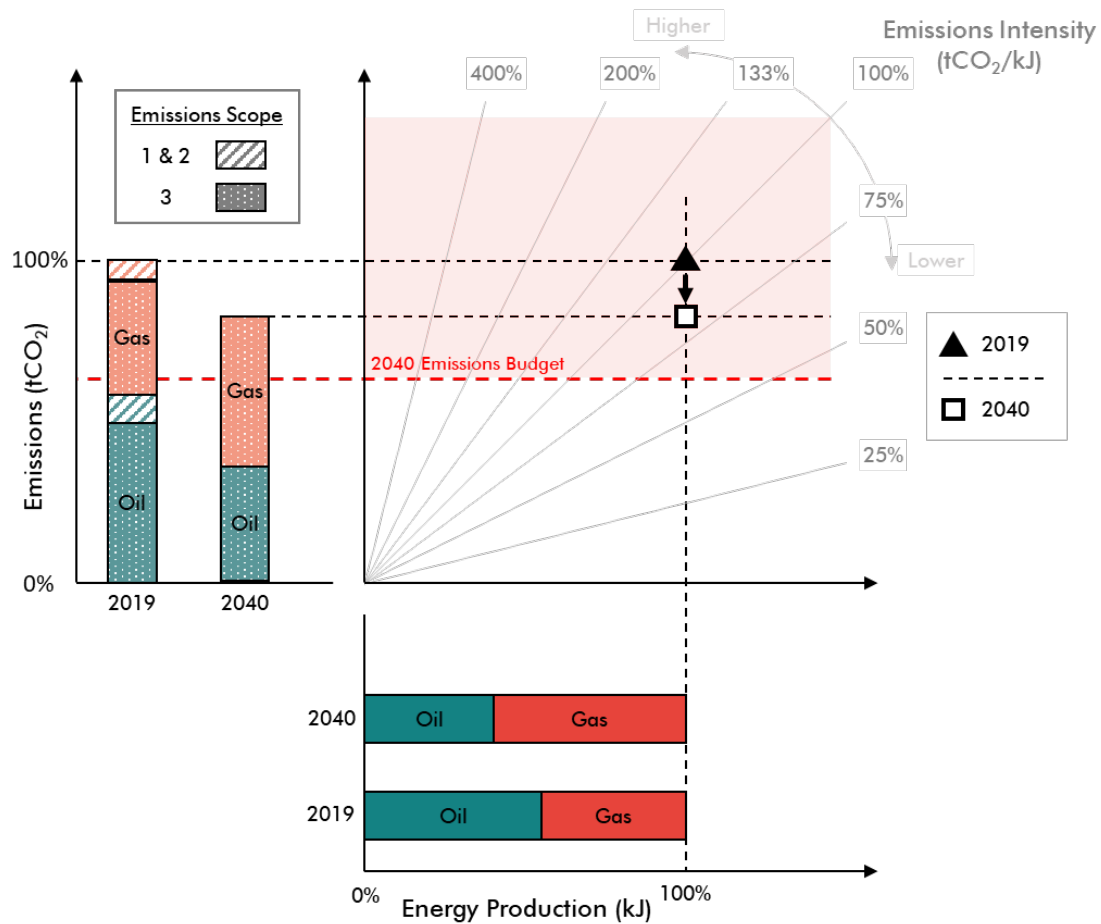 Higher
Emissions Intensity
(tCO₂/kJ)
400%
200%
133%
100%
Emissions Scope
1 & 2
3
75%
Lower
100%
Gas
Oil
Gas
Oil
2040 Emissions Budget
50%
25%
2019
2040
Emissions (tCO₂)
0%
2019
2040
2040
Oil
Gas
2019
Oil
Gas
0%
100%
Energy Production (kJ)